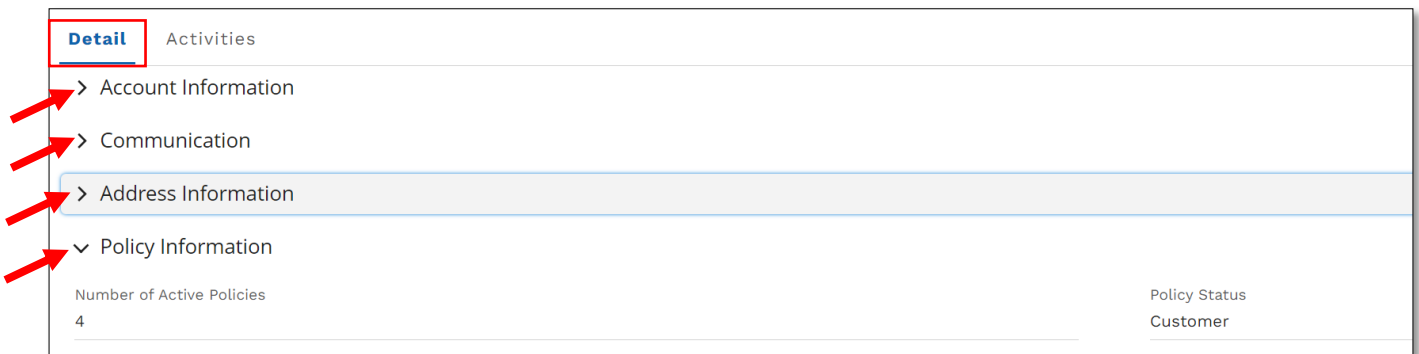 Detail Activities
Account Information
Communication
Address Information
Policy Information
Number of Active Policies Policy Status
4 Customer